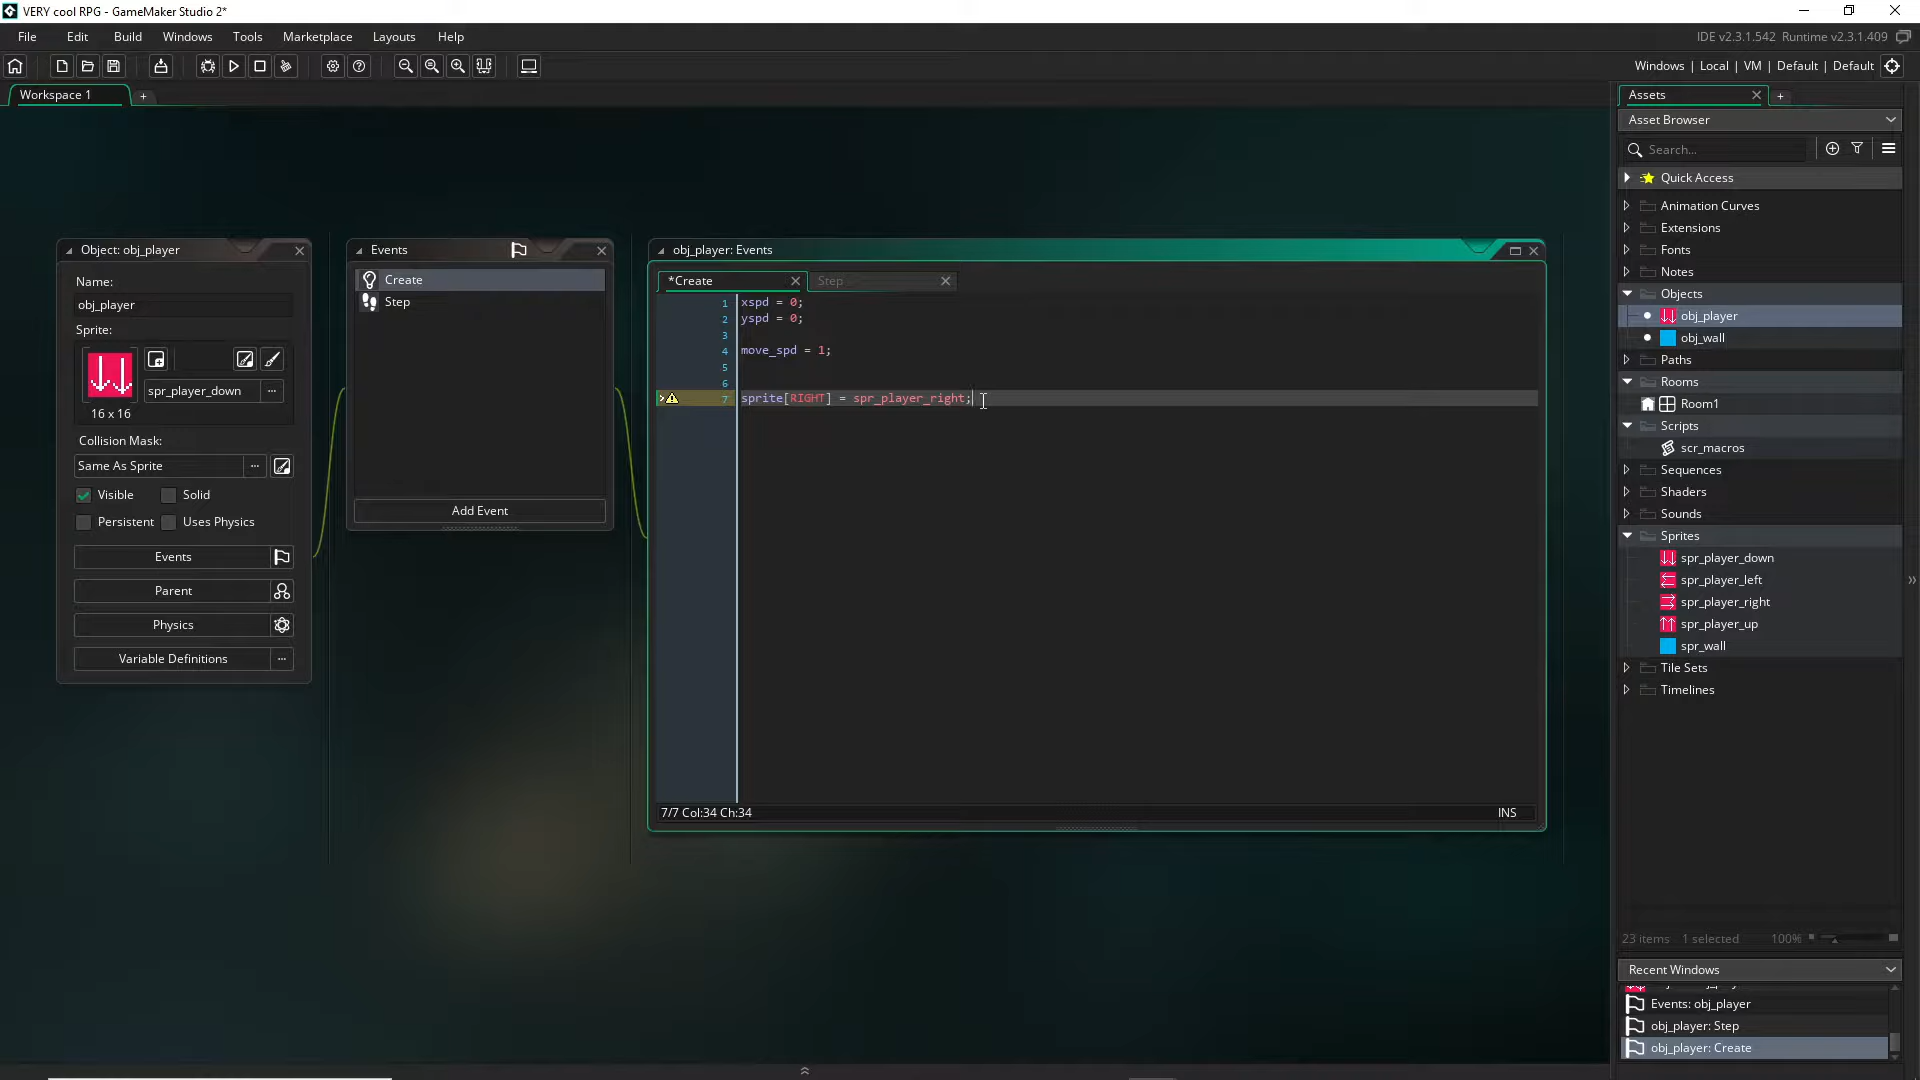 VERY cool RPG - GameMaker Studio 2*
File Edit Build Windows Tools Marketplace Layouts Help
IDE v2.3.1.542 Runtime v2.3.1.409
Windows | Local | VM | Default | Default
Workspace 1
Object: obj_player
Name:
obj_player
Sprite:
spr_player_down
16 x 16
Collision Mask:
Same As Sprite
Visible Solid
Persistent Uses Physics
Events
Parent
Physics
Variable Definitions
Events
Create
Step
Add Event
obj_player: Events
*Create Step
1 xspd = 0;
2 yspd = 0;
3
4 move_spd = 1;
5
6
7 sprite[RIGHT] = spr_player_right;
7/7 Col:34 Ch:34
INS
Assets
Asset Browser
Search...
Quick Access
Animation Curves
Extensions
Fonts
Notes
Objects
obj_player
obj_wall
Paths
Rooms
Room1
Scripts
scr_macros
Sequences
Shaders
Sounds
Sprites
spr_player_down
spr_player_left
spr_player_right
spr_player_up
spr_wall
Tile Sets
Timelines
23 items 1 selected 100%
Recent Windows
Events: obj_player
obj_player: Step
obj_player: Create